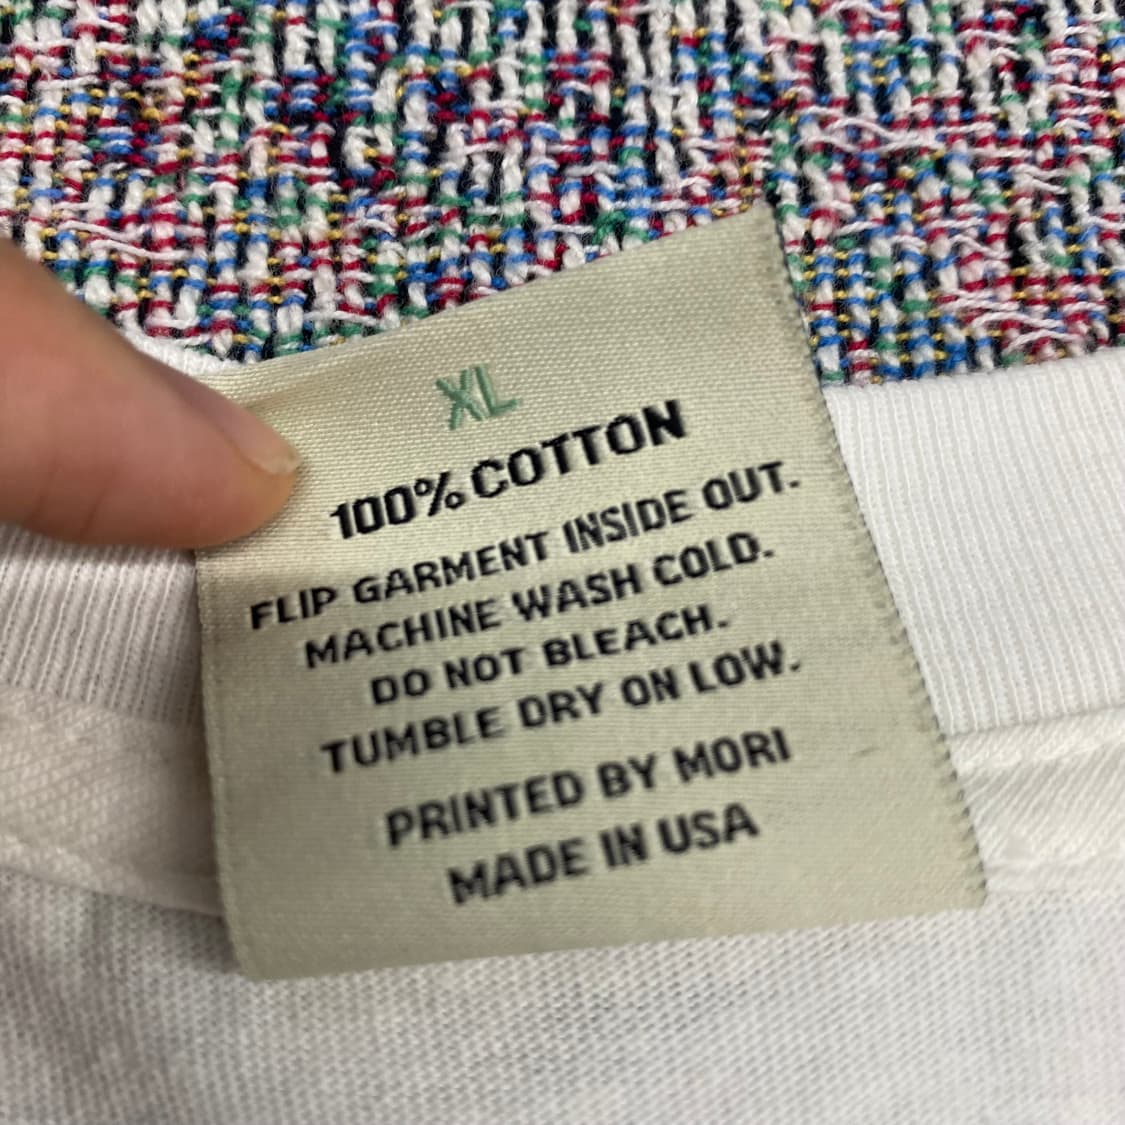 XL
100% COTTON
FLIP GARMENT INSIDE OUT.
MACHINE WASH COLD.
DO NOT BLEACH.
TUMBLE DRY ON LOW.
PRINTED BY MORI
MADE IN USA